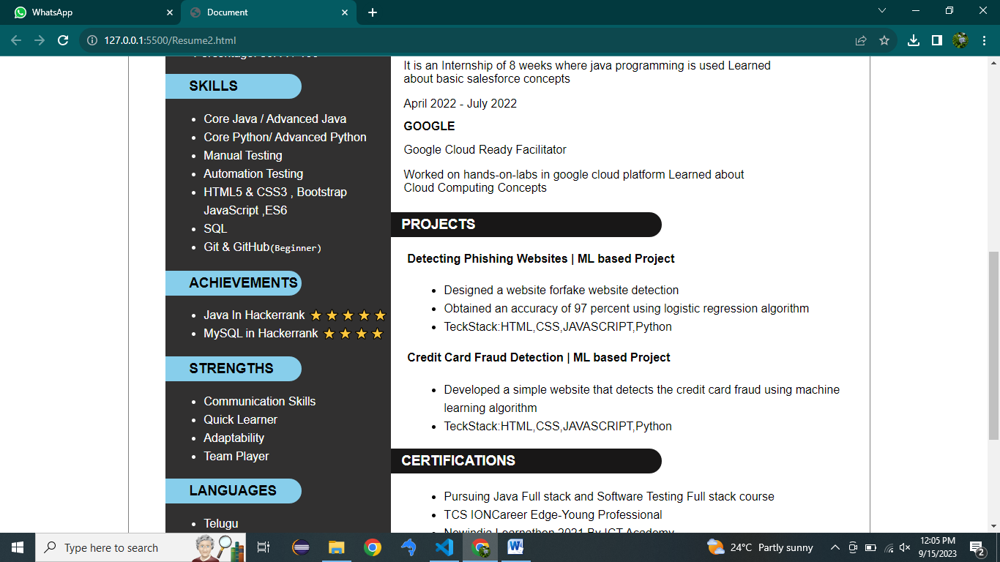 WhatsApp
Document
127.0.0.1:5500/Resume2.html
SKILLS
Core Java / Advanced Java
Core Python/ Advanced Python
Manual Testing
Automation Testing
HTML5 & CSS3 , Bootstrap
JavaScript ,ES6
SQL
Git & GitHub(Beginner)
ACHIEVEMENTS
Java In Hackerrank
MySQL in Hackerrank
STRENGTHS
Communication Skills
Quick Learner
Adaptability
Team Player
LANGUAGES
Telugu
It is an Internship of 8 weeks where java programming is used Learned
about basic salesforce concepts
April 2022 - July 2022
GOOGLE
Google Cloud Ready Facilitator
Worked on hands-on-labs in google cloud platform Learned about
Cloud Computing Concepts
PROJECTS
Detecting Phishing Websites | ML based Project
Designed a website forfake website detection
Obtained an accuracy of 97 percent using logistic regression algorithm
TeckStack:HTML,CSS,JAVASCRIPT,Python
Credit Card Fraud Detection | ML based Project
Developed a simple website that detects the credit card fraud using machine
learning algorithm
TeckStack:HTML,CSS,JAVASCRIPT,Python
CERTIFICATIONS
Pursuing Java Full stack and Software Testing Full stack course
TCS IONCareer Edge-Young Professional
Newindia Learnathon 2021 By ICT Academy
Type here to search
24°C Partly sunny
12:05 PM
9/15/2023
2